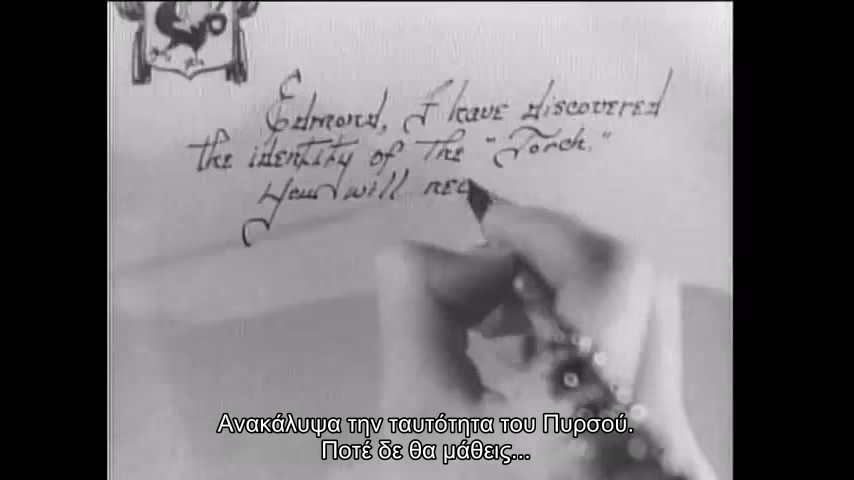 Edmond, I have discovered
the identity of the "Torch."
You will nev
Ανακάλυψα την ταυτότητα του Πυρσού.
Ποτέ δε θα μάθεις...